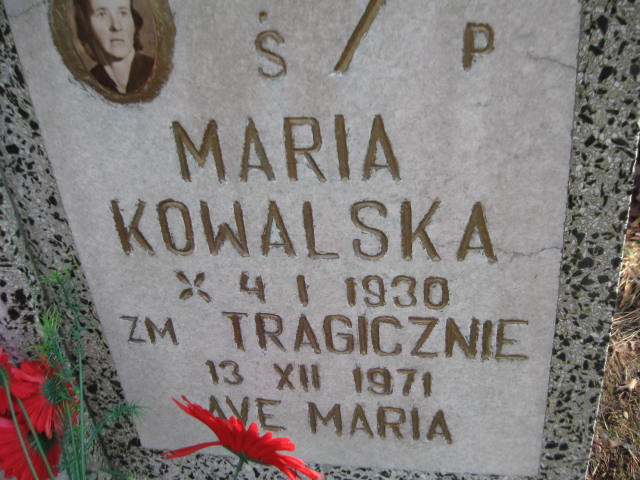 Ś P
MARIA
KOWALSKA
* 4 I 1930
ZM TRAGICZNIE
13 XII 1971
AVE MARIA